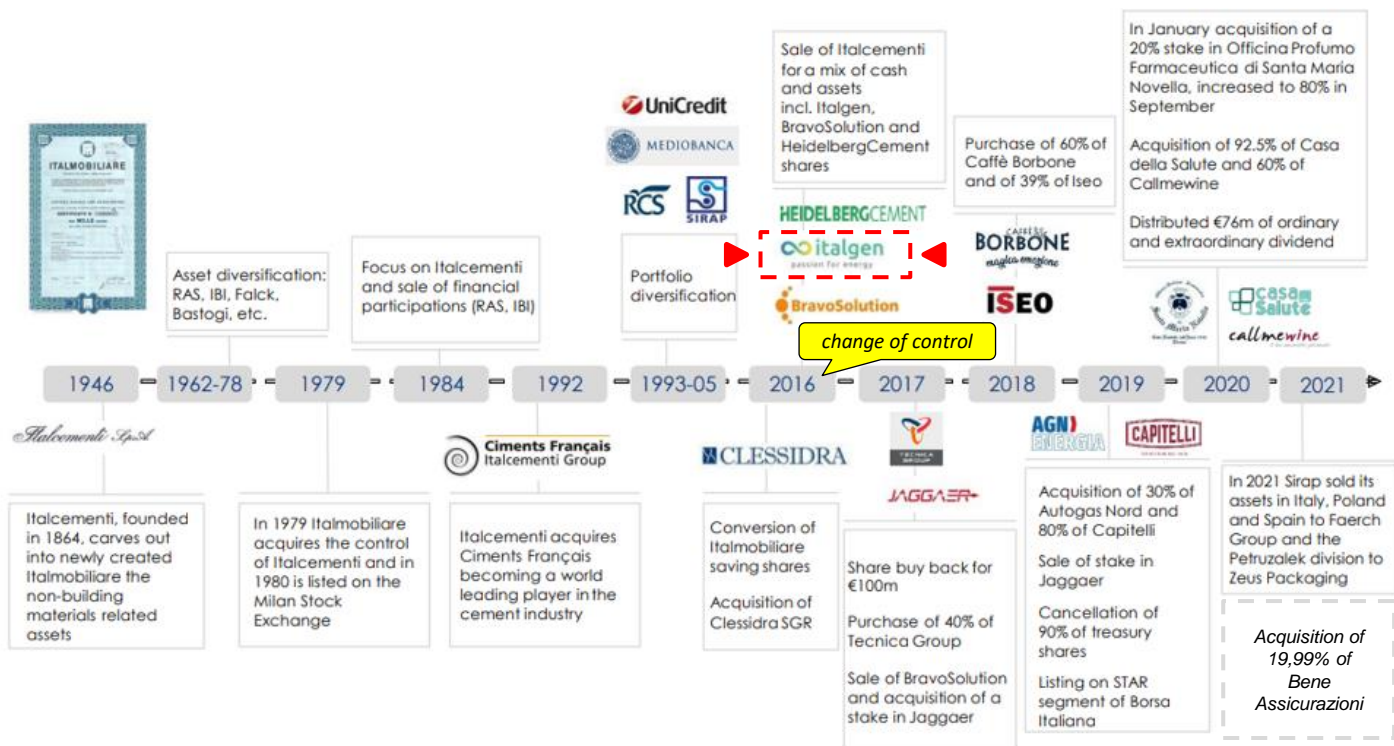 ITALMOBILIARE
MILLE
UniCredit
MEDIOBANCA
RCS
SIRAP
Sale of Italcementi
for a mix of cash
and assets
incl. Italgen,
BravoSolution and
HeidelbergCement
shares
HEIDELBERGCEMENT
italgen
passion for energy
BravoSolution
Purchase of 60% of
Caffè Borbone
and of 39% of Iseo
CAFFÈ
BORBONE
magica emozione
ISEO
In January acquisition of a
20% stake in Officina Profumo
Farmaceutica di Santa Maria
Novella, increased to 80% in
September
Acquisition of 92.5% of Casa
della Salute and 60% of
Callmewine
Distributed €76m of ordinary
and extraordinary dividend
Santa Maria Novella
casa
Salute
callmewine
Asset diversification:
RAS, IBI, Falck,
Bastogi, etc.
Focus on Italcementi
and sale of financial
participations (RAS, IBI)
Portfolio
diversification
change of control
1946
1962-78
1979
1984
1992
1993-05
2016
2017
2018
2019
2020
2021
Italcementi S.p.A.
Italcementi, founded
in 1864, carves out
into newly created
Italmobiliare the
non-building
materials related
assets
In 1979 Italmobiliare
acquires the control
of Italcementi and in
1980 is listed on the
Milan Stock
Exchange
Ciments Français
Italcementi Group
Italcementi acquires
Ciments Français
becoming a world
leading player in the
cement industry
CLESSIDRA
Conversion of
Italmobiliare
saving shares
Acquisition of
Clessidra SGR
TECNICA
GROUP
JAGGAER
Share buy back for
€100m
Purchase of 40% of
Tecnica Group
Sale of BravoSolution
and acquisition of a
stake in Jaggaer
AGN
ENERGIA
CAPITELLI
Acquisition of 30% of
Autogas Nord and
80% of Capitelli
Sale of stake in
Jaggaer
Cancellation of
90% of treasury
shares
Listing on STAR
segment of Borsa
Italiana
In 2021 Sirap sold its
assets in Italy, Poland
and Spain to Faerch
Group and the
Petruzalek division to
Zeus Packaging
Acquisition of
19,99% of
Bene
Assicurazioni